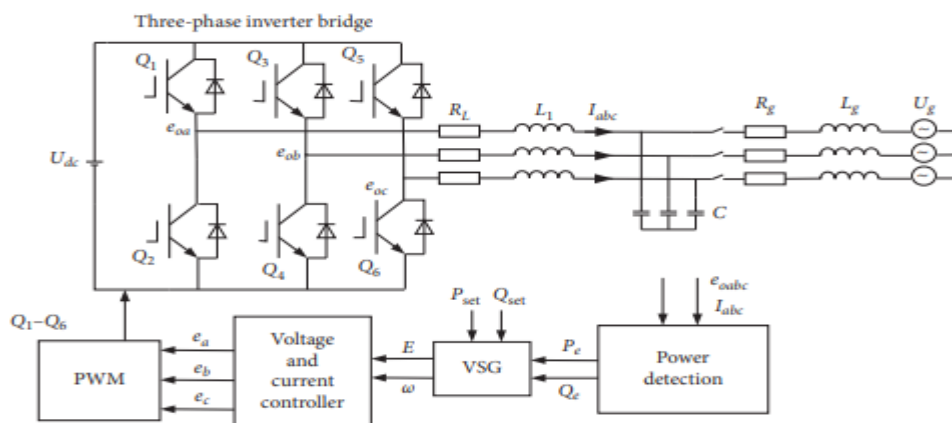 Three-phase inverter bridge
Q1
Q3
Q5
RL
L1
Iabc
Rg
Lg
Ug
eoa
eob
Udc
eoc
C
Q2
Q4
Q6
Pset
Qset
eoabc
Iabc
Q1–Q6
PWM
ea
eb
ec
Voltage
and
current
controller
E
ω
VSG
Pe
Qe
Power
detection